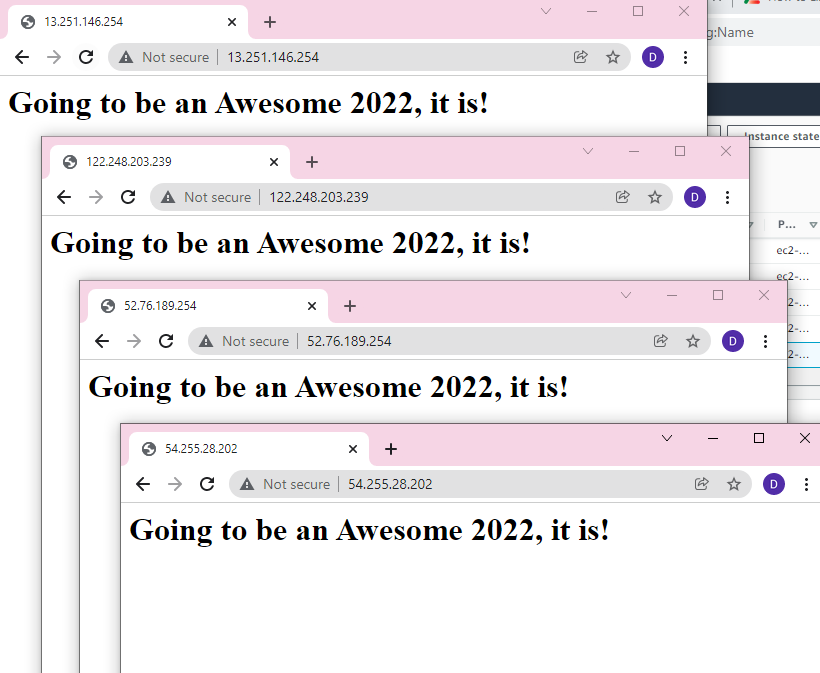 13.251.146.254
Not secure 13.251.146.254
g:Name
Going to be an Awesome 2022, it is!
Instance state
122.248.203.239
Not secure 122.248.203.239
P...
Going to be an Awesome 2022, it is!
ec2-...
ec2-...
52.76.189.254
2-...
Not secure 52.76.189.254
2-...
2-...
Going to be an Awesome 2022, it is!
54.255.28.202
Not secure 54.255.28.202
Going to be an Awesome 2022, it is!
D
D
D
D